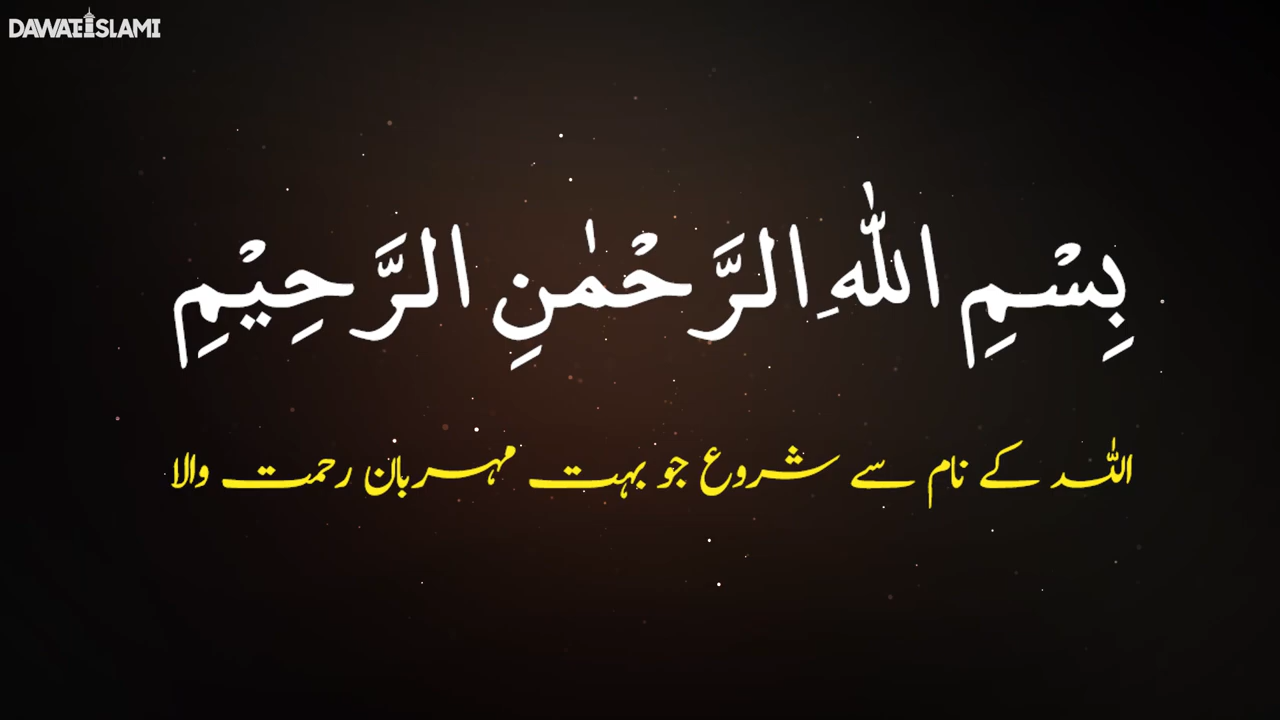 DAWATEISLAMI
بِسْمِ اللّٰهِ الرَّحْمٰنِ الرَّحِیْمِ
اللہ کے نام سے شروع جو بہت مہربان رحمت والا